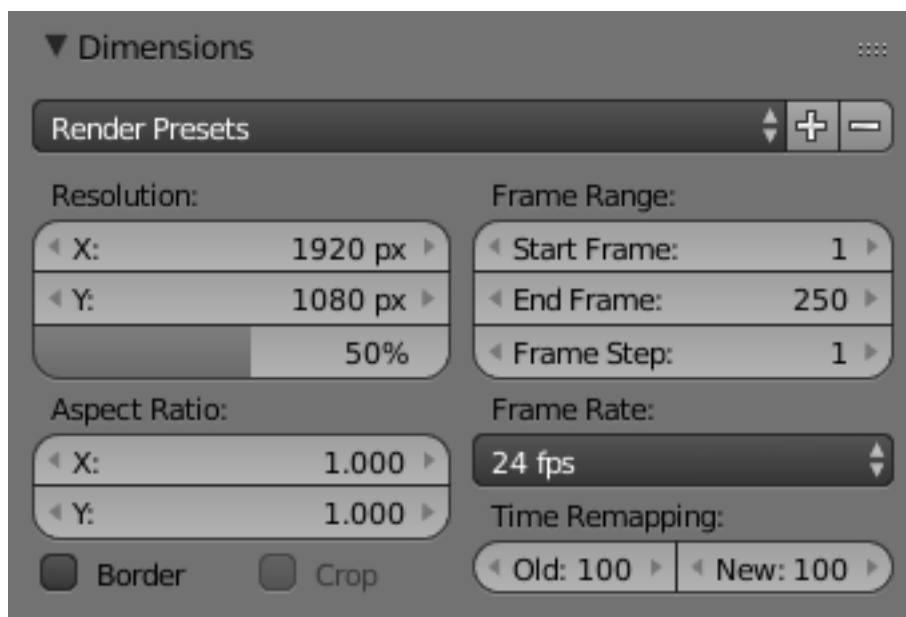 Dimensions
Render Presets
Resolution:
X: 1920 px
Y: 1080 px
50%
Aspect Ratio:
X: 1.000
Y: 1.000
Border Crop
Frame Range:
Start Frame: 1
End Frame: 250
Frame Step: 1
Frame Rate:
24 fps
Time Remapping:
Old: 100 New: 100